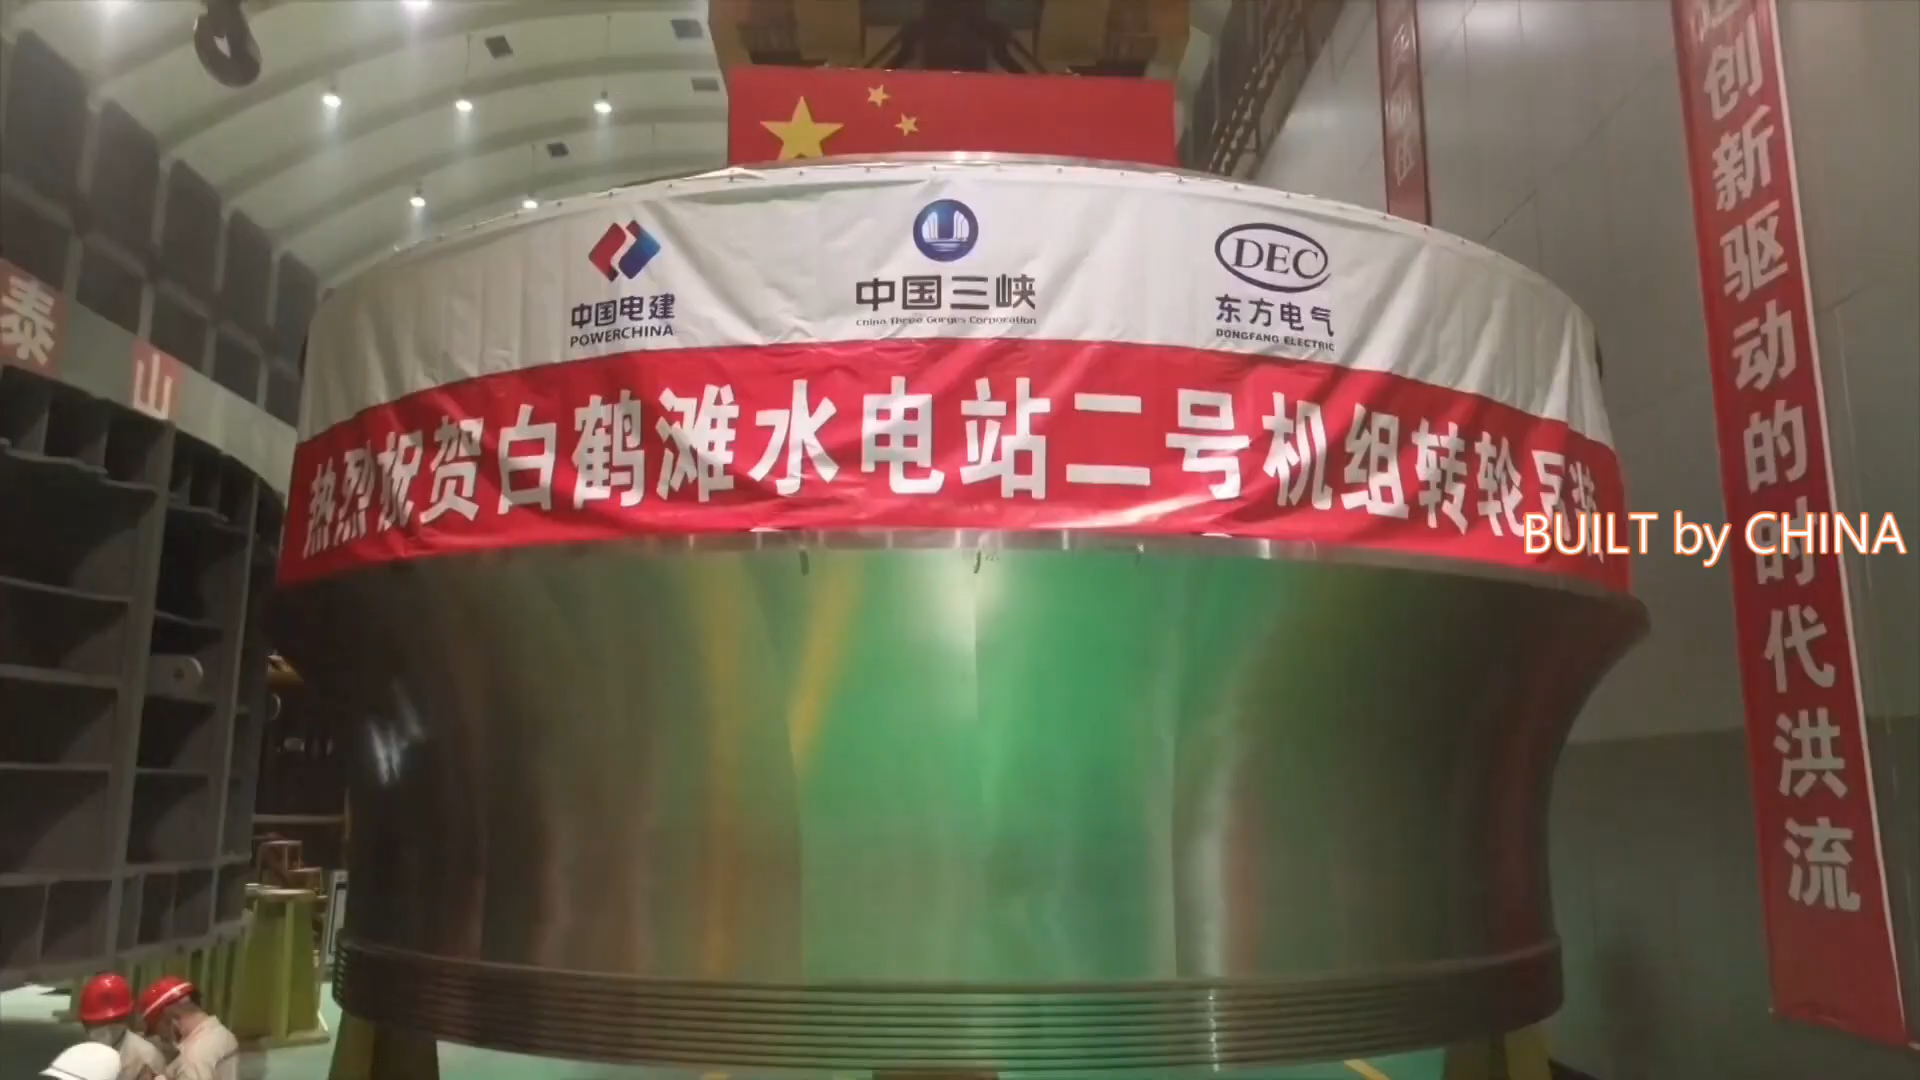 中国电建
POWERCHINA
中国三峡
China Three Gorges Corporation
DEC
东方电气
DONGFANG ELECTRIC
热烈祝贺白鹤滩水电站二号机组转轮吊装
泰山
创新驱动的时代洪流
BUILT by CHINA